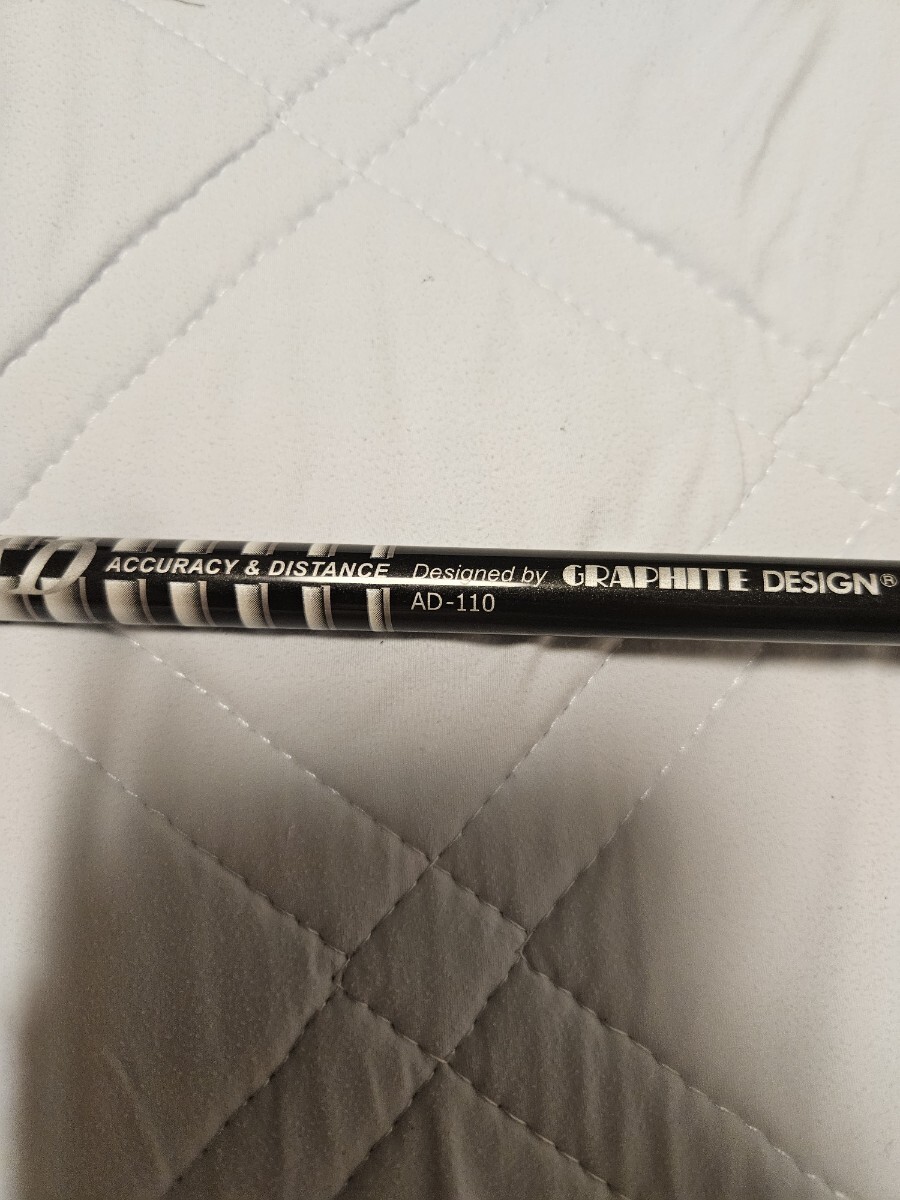 D ACCURACY & DISTANCE Designed by GRAPHITE DESIGN®
AD-110